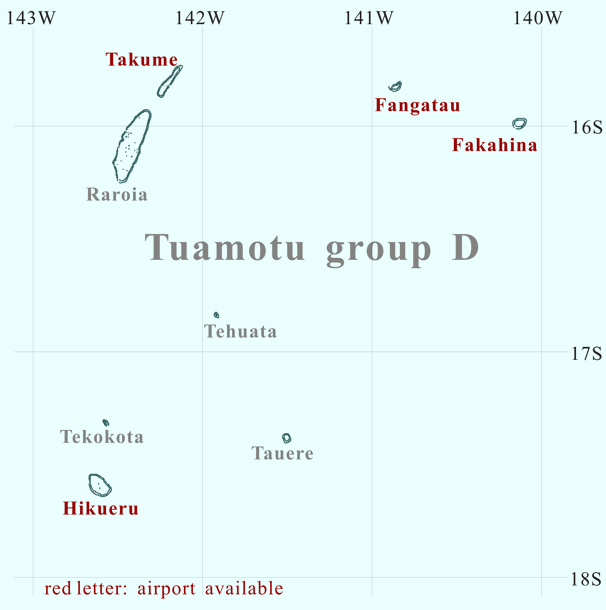 143W 142W 141W 140W
Takume
Fangatau
16S
Fakahina
Raroia
Tuamotu group D
Tehuata
17S
Tekokota
Tauere
Hikueru
18S
red letter: airport available